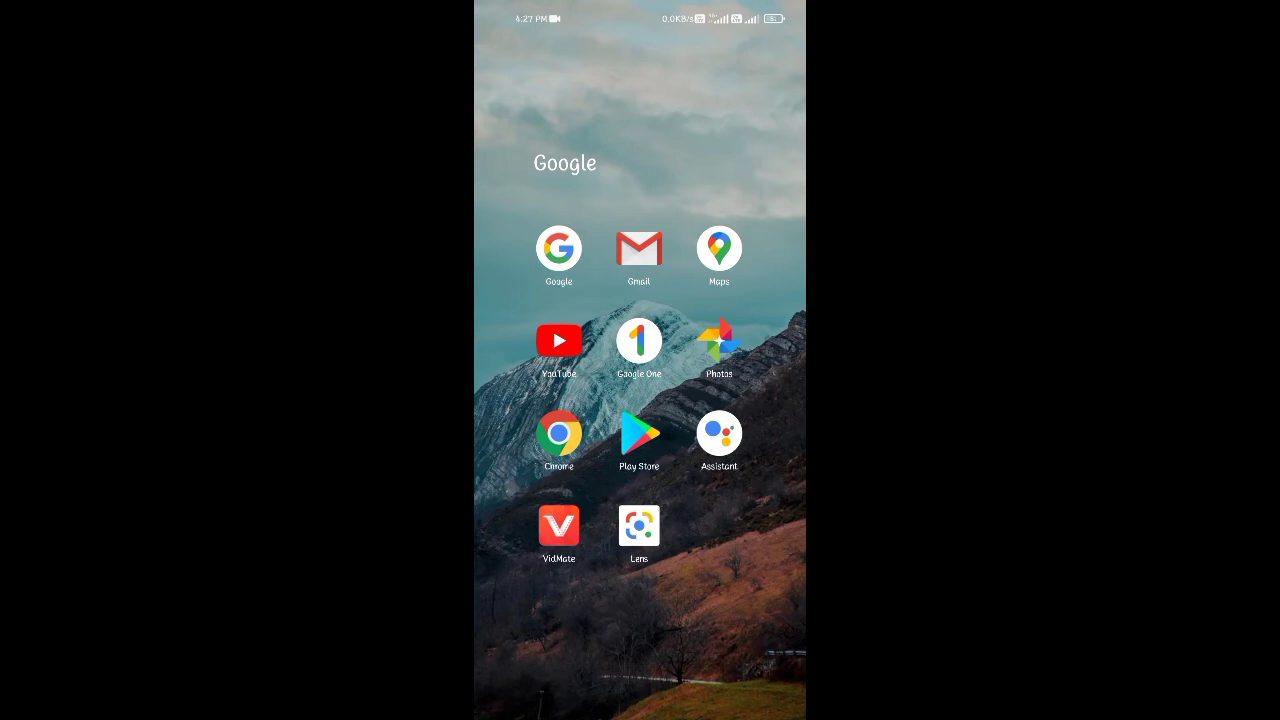 4:27 PM 0.0KB/s
Google
Google Gmail Maps
YouTube Google One Photos
Chrome Play Store Assistant
VidMate Lens